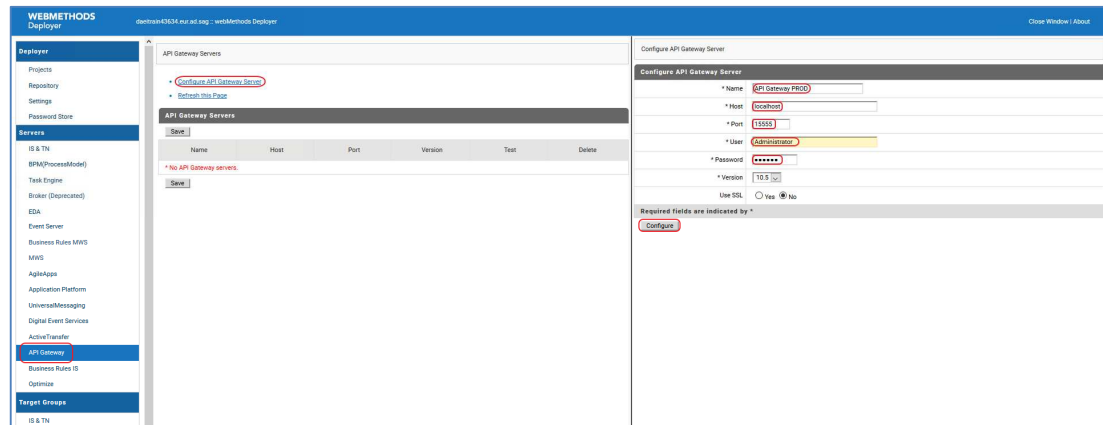 WEBMETHODS
Deployer
daeitrain43634.eur.ad.sag :: webMethods Deployer
Close Window | About
Deployer
Projects
Repository
Settings
Password Store
Servers
IS & TN
BPM(ProcessModel)
Task Engine
Broker (Deprecated)
EDA
Event Server
Business Rules MWS
MWS
AgileApps
Application Platform
UniversalMessaging
Digital Event Services
ActiveTransfer
API Gateway
Business Rules IS
Optimize
Target Groups
IS & TN
API Gateway Servers
Configure API Gateway Server
Refresh this Page
API Gateway Servers
Save
Name Host Port Version Test Delete
* No API Gateway servers.
Save
Configure API Gateway Server
Configure API Gateway Server
* Name API Gateway PROD
* Host localhost
* Port 15555
* User Administrator
* Password ••••••
* Version 10.5
Use SSL Yes No
Required fields are indicated by *
Configure